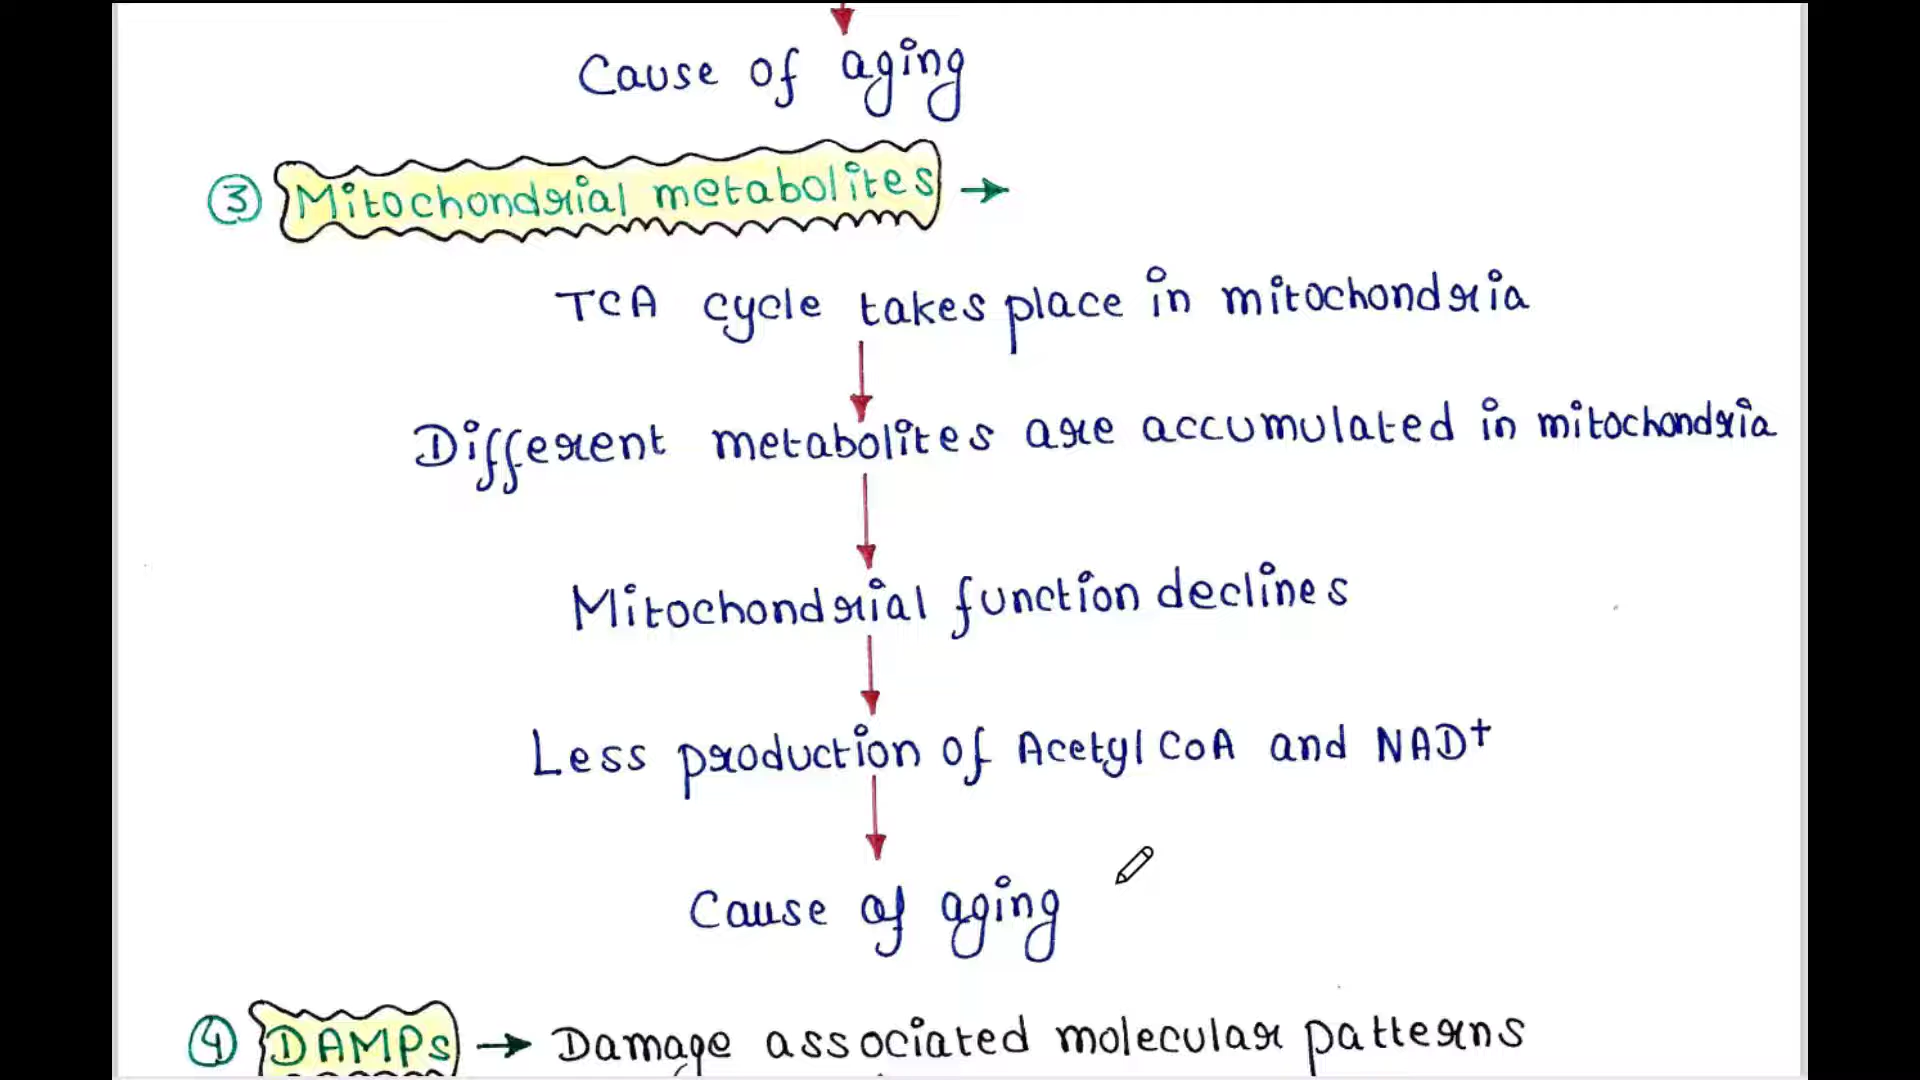 Cause of aging
3 Mitochondrial metabolites →
TCA cycle takes place in mitochondria
Different metabolites are accumulated in mitochondria
Mitochondrial function declines
Less production of Acetyl CoA and NAD+
Cause of aging
4 DAMPs → Damage associated molecular patterns